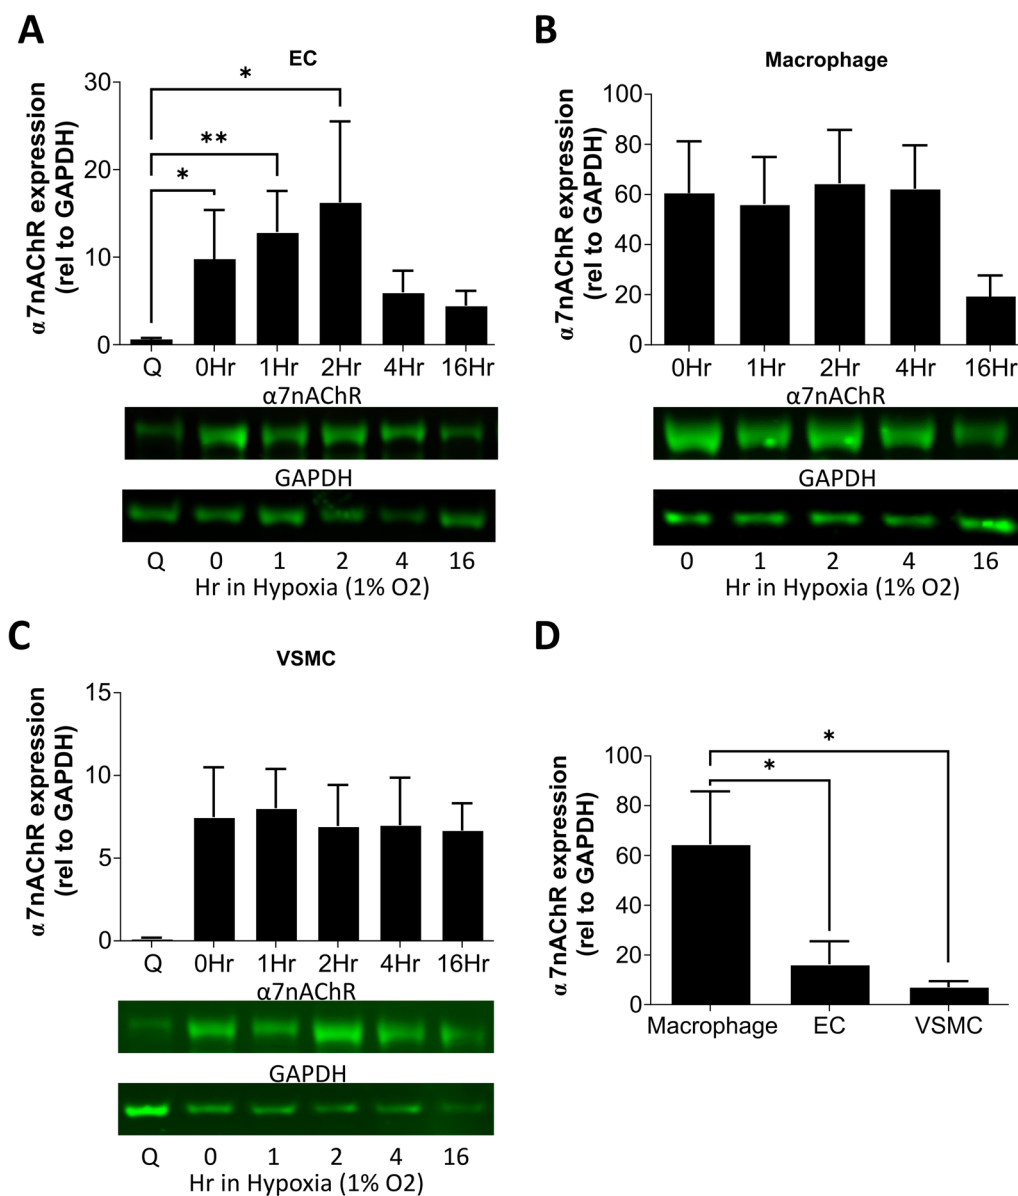 A
EC
α7nAChR expression
(rel to GAPDH)
30
20
10
0
*
**
*
Q 0Hr 1Hr 2Hr 4Hr 16Hr
α7nAChR
GAPDH
Q 0 1 2 4 16
Hr in Hypoxia (1% O2)
B
Macrophage
α7nAChR expression
(rel to GAPDH)
100
80
60
40
20
0
0Hr 1Hr 2Hr 4Hr 16Hr
α7nAChR
GAPDH
0 1 2 4 16
Hr in Hypoxia (1% O2)
C
VSMC
α7nAChR expression
(rel to GAPDH)
15
10
5
0
Q 0Hr 1Hr 2Hr 4Hr 16Hr
α7nAChR
GAPDH
Q 0 1 2 4 16
Hr in Hypoxia (1% O2)
D
α7nAChR expression
(rel to GAPDH)
100
80
60
40
20
0
*
*
Macrophage EC VSMC